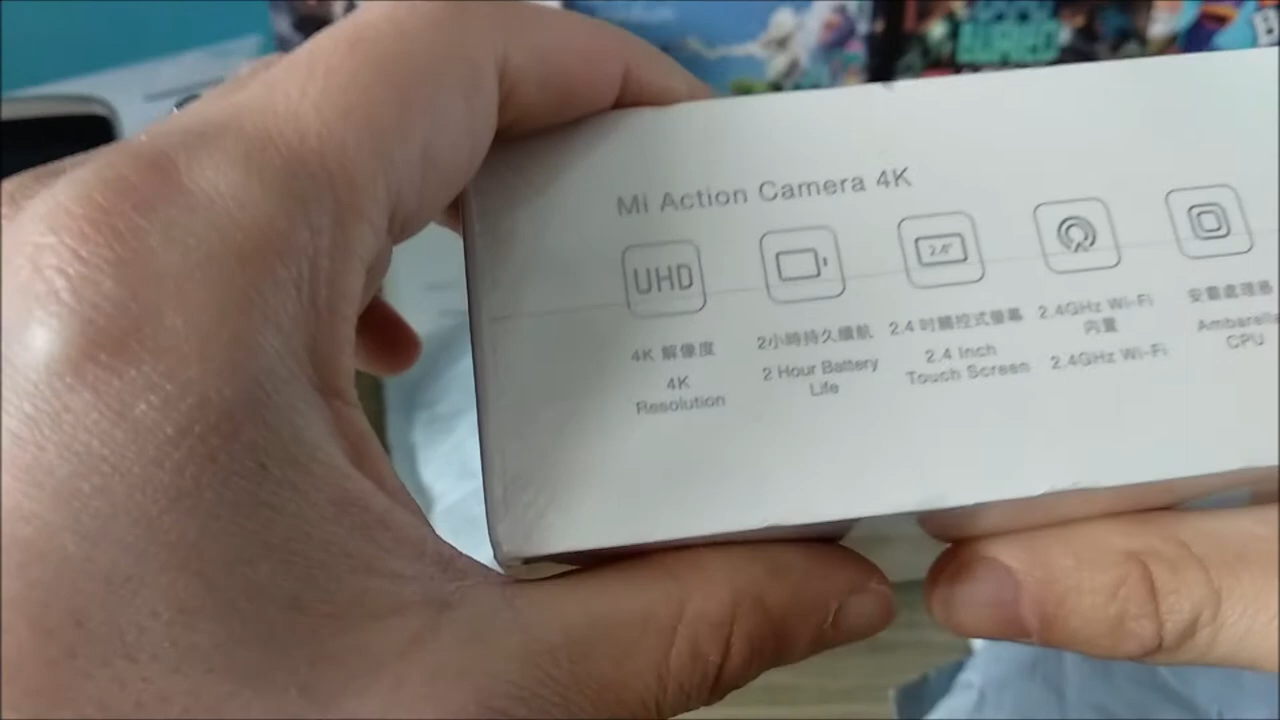 Mi Action Camera 4K
UHD
2.4"
4K 解像度
4K
Resolution
2小時持久續航
2 Hour Battery
Life
2.4 吋觸控式螢幕
2.4 Inch
Touch Screen
2.4GHz Wi-Fi
內置
2.4GHz Wi-Fi
安霸處理器
Ambarella
CPU